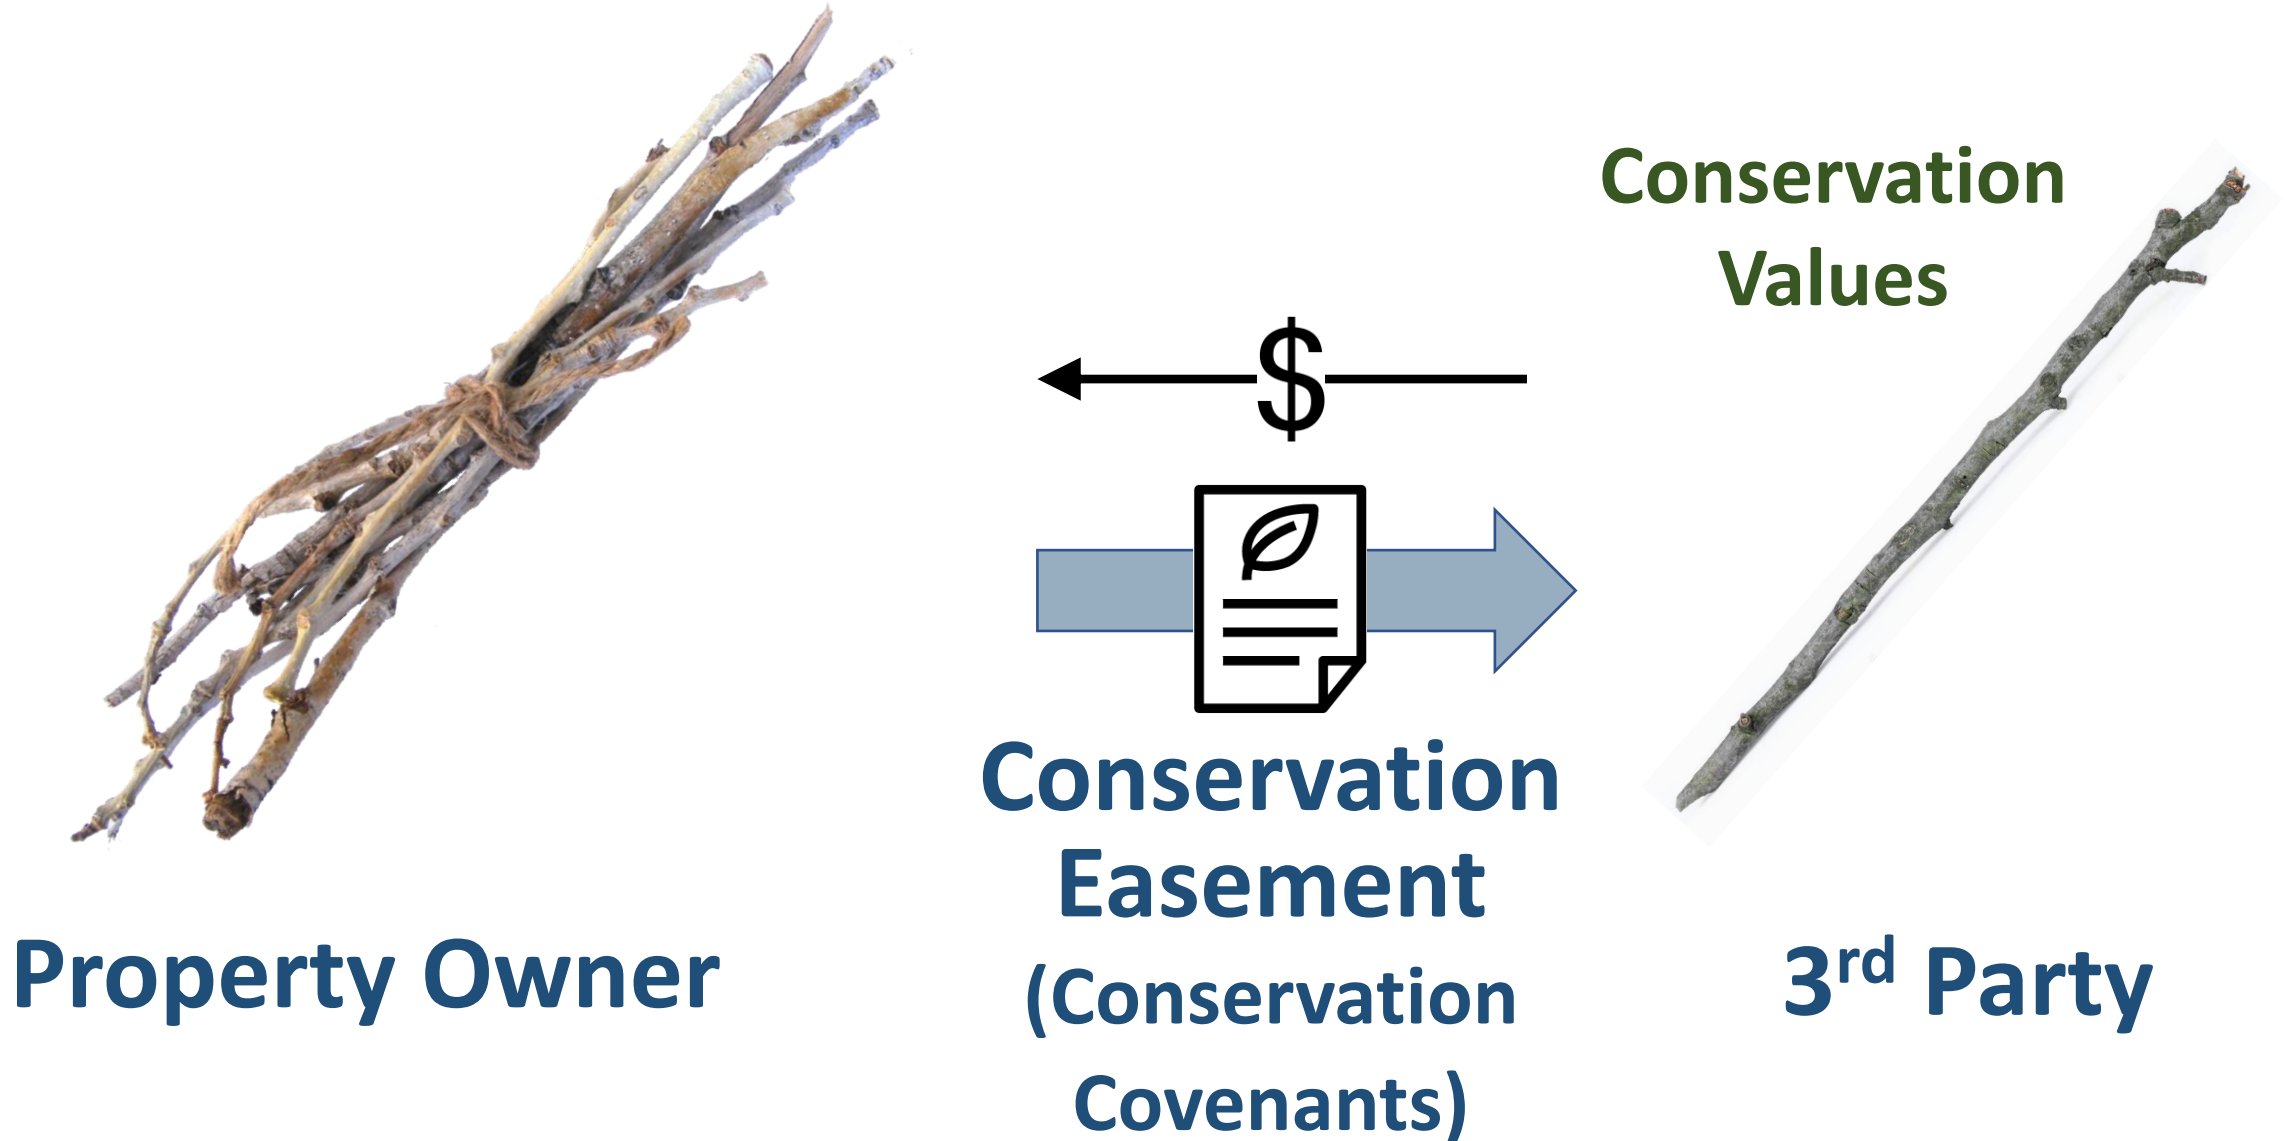 Conservation
Values
$
Conservation
Easement
(Conservation
Covenants)
Property Owner
3rd Party